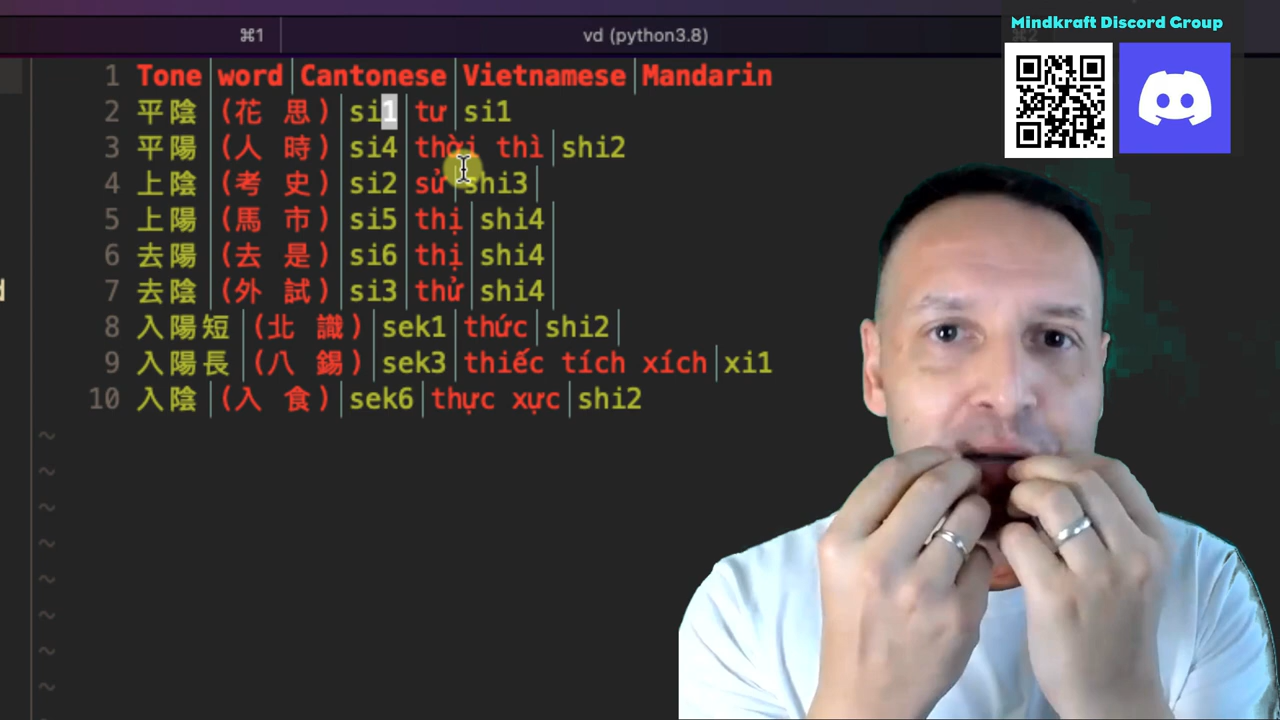 Mindkraft Discord Group
⌘1
vd (python3.8)
⌘2
1 Tone|word|Cantonese|Vietnamese|Mandarin
2 平陰|(花 思)|si1|tư|si1
3 平陽|(人 時)|si4|thời thì|shi2
4 上陰|(考 史)|si2|sử|shi3|
5 上陽|(馬 市)|si5|thị|shi4|
6 去陽|(去 是)|si6|thị|shi4|
7 去陰|(外 試)|si3|thử|shi4|
8 入陽短|(北 識)|sek1|thức|shi2|
9 入陽長|(八 錫)|sek3|thiếc tích xích|xi1
10 入陰|(入 食)|sek6|thực xực|shi2
~
~
~
~
~
~
~
~